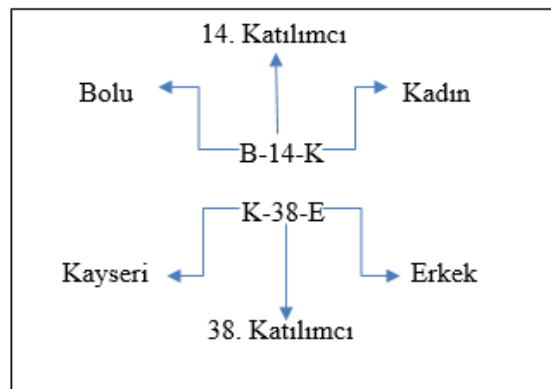 14. Katılımcı
Bolu
Kadın
B-14-K
K-38-E
Kayseri
Erkek
38. Katılımcı